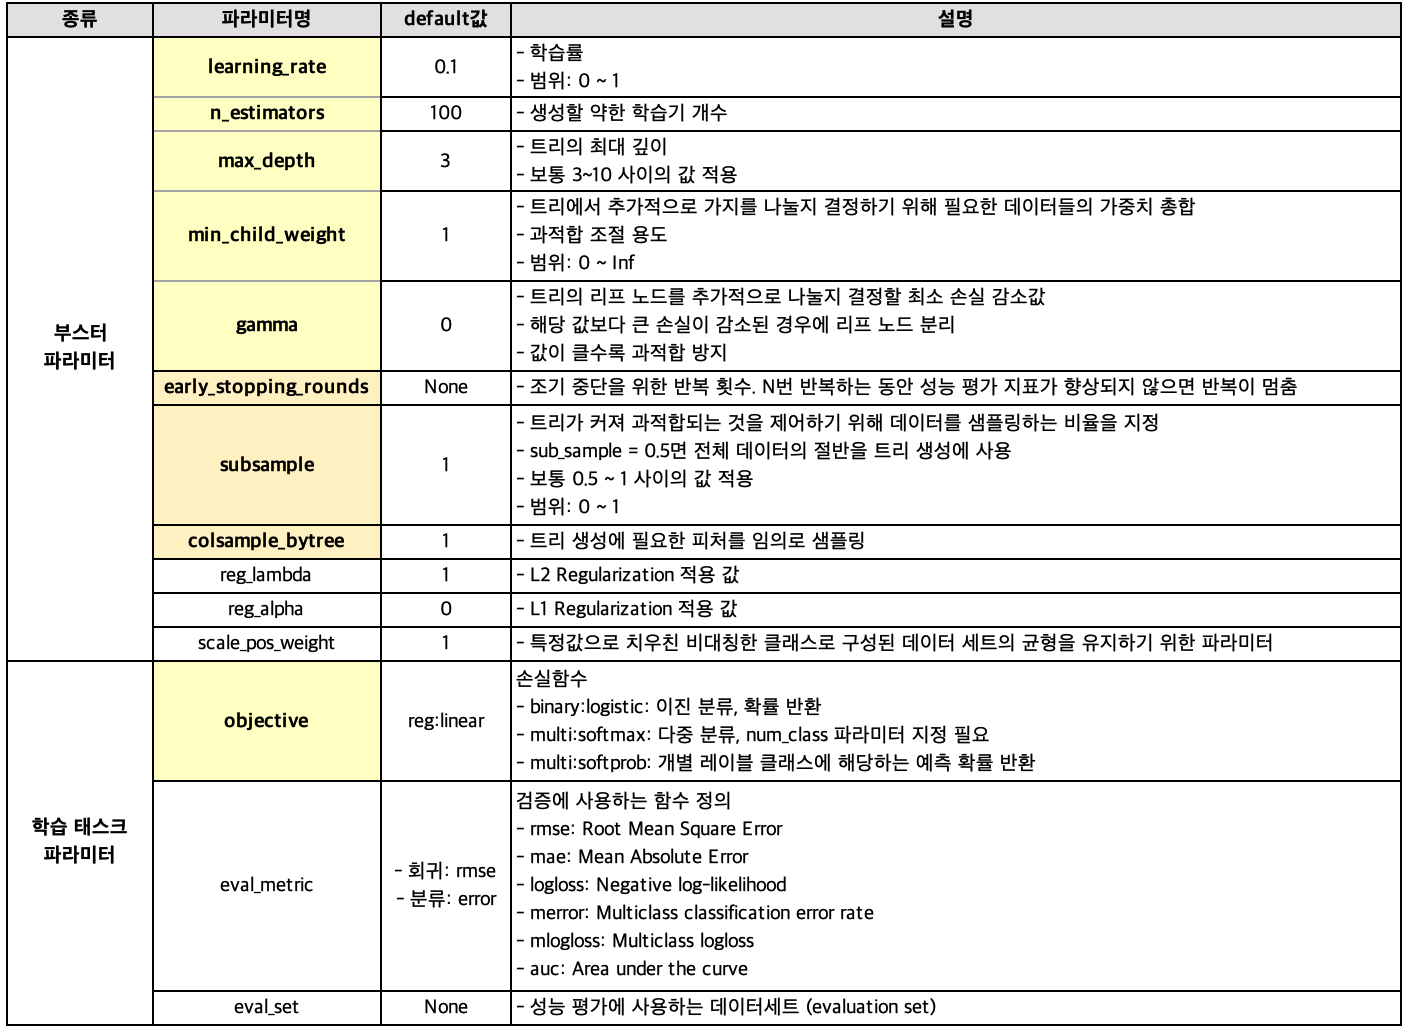 종류 파라미터명 default값 설명
부스터
파라미터
learning_rate 0.1
- 학습률
- 범위: 0 ~ 1
n_estimators 100 - 생성할 약한 학습기 개수
max_depth 3
- 트리의 최대 깊이
- 보통 3~10 사이의 값 적용
min_child_weight 1
- 트리에서 추가적으로 가지를 나눌지 결정하기 위해 필요한 데이터들의 가중치 총합
- 과적합 조절 용도
- 범위: 0 ~ Inf
gamma 0
- 트리의 리프 노드를 추가적으로 나눌지 결정할 최소 손실 감소값
- 해당 값보다 큰 손실이 감소된 경우에 리프 노드 분리
- 값이 클수록 과적합 방지
early_stopping_rounds None - 조기 중단을 위한 반복 횟수. N번 반복하는 동안 성능 평가 지표가 향상되지 않으면 반복이 멈춤
subsample 1
- 트리가 커져 과적합되는 것을 제어하기 위해 데이터를 샘플링하는 비율을 지정
- sub_sample = 0.5면 전체 데이터의 절반을 트리 생성에 사용
- 보통 0.5 ~ 1 사이의 값 적용
- 범위: 0 ~ 1
colsample_bytree 1 - 트리 생성에 필요한 피처를 임의로 샘플링
reg_lambda 1 - L2 Regularization 적용 값
reg_alpha 0 - L1 Regularization 적용 값
scale_pos_weight 1 - 특정값으로 치우친 비대칭한 클래스로 구성된 데이터 세트의 균형을 유지하기 위한 파라미터
학습 태스크
파라미터
objective reg:linear
손실함수
- binary:logistic: 이진 분류, 확률 반환
- multi:softmax: 다중 분류, num_class 파라미터 지정 필요
- multi:softprob: 개별 레이블 클래스에 해당하는 예측 확률 반환
eval_metric
- 회귀: rmse
- 분류: error
검증에 사용하는 함수 정의
- rmse: Root Mean Square Error
- mae: Mean Absolute Error
- logloss: Negative log-likelihood
- merror: Multiclass classification error rate
- mlogloss: Multiclass logloss
- auc: Area under the curve
eval_set None - 성능 평가에 사용하는 데이터세트 (evaluation set)